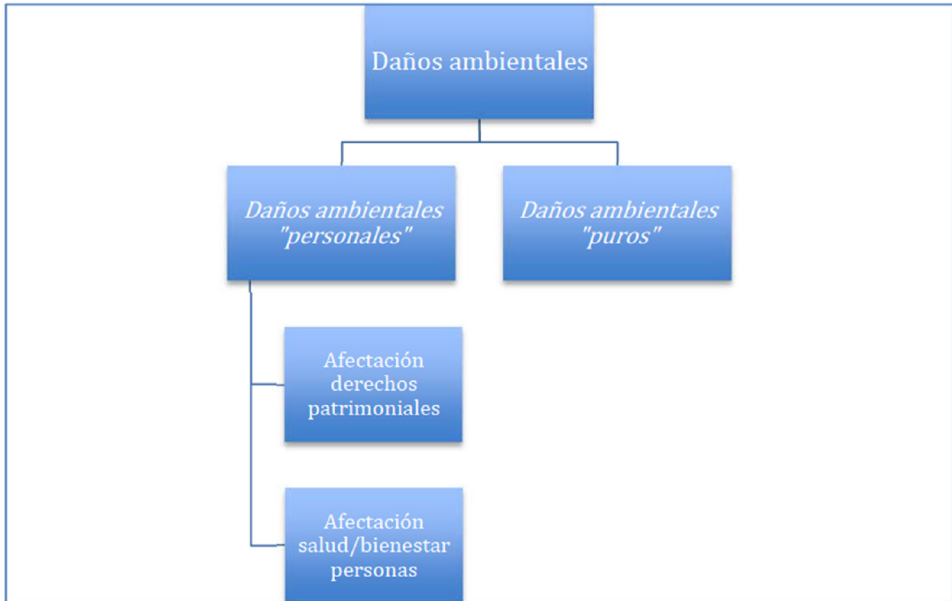 Daños ambientales
Daños ambientales
"personales"
Daños ambientales
"puros"
Afectación
derechos
patrimoniales
Afectación
salud/bienestar
personas